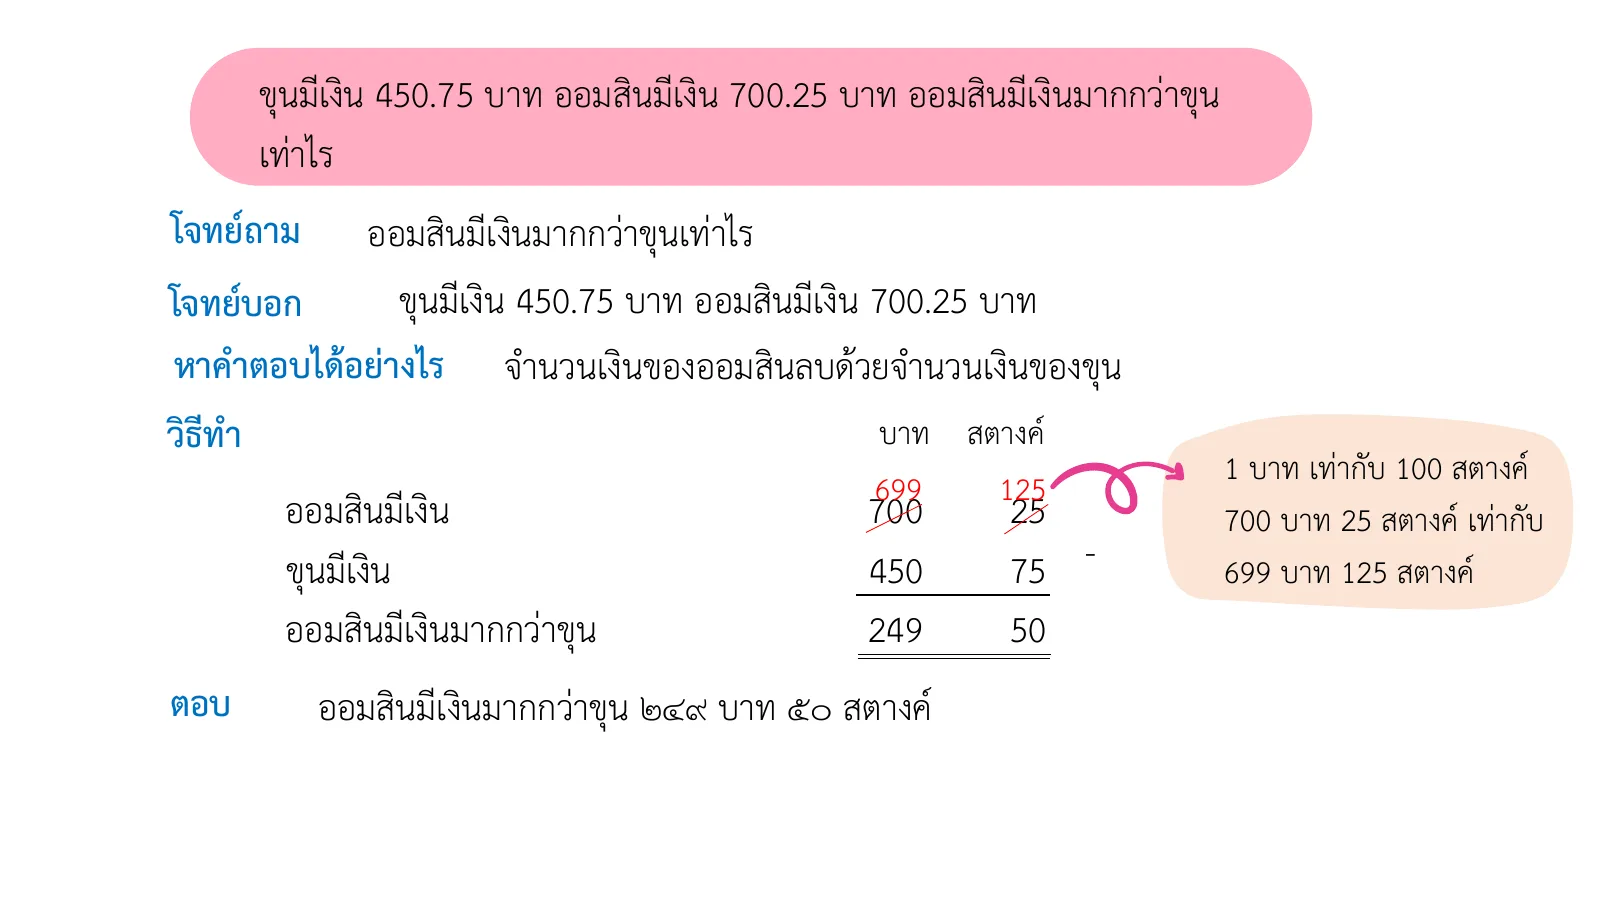 ขุนมีเงิน 450.75 บาท ออมสินมีเงิน 700.25 บาท ออมสินมีเงินมากกว่าขุน
เท่าไร
โจทย์ถาม ออมสินมีเงินมากกว่าขุนเท่าไร
โจทย์บอก ขุนมีเงิน 450.75 บาท ออมสินมีเงิน 700.25 บาท
หาคำตอบได้อย่างไร จำนวนเงินของออมสินลบด้วยจำนวนเงินของขุน
วิธีทำ บาท สตางค์
699 125
ออมสินมีเงิน 700 25
-
ขุนมีเงิน 450 75
ออมสินมีเงินมากกว่าขุน 249 50
1 บาท เท่ากับ 100 สตางค์
700 บาท 25 สตางค์ เท่ากับ
699 บาท 125 สตางค์
ตอบ ออมสินมีเงินมากกว่าขุน ๒๔๙ บาท ๕๐ สตางค์